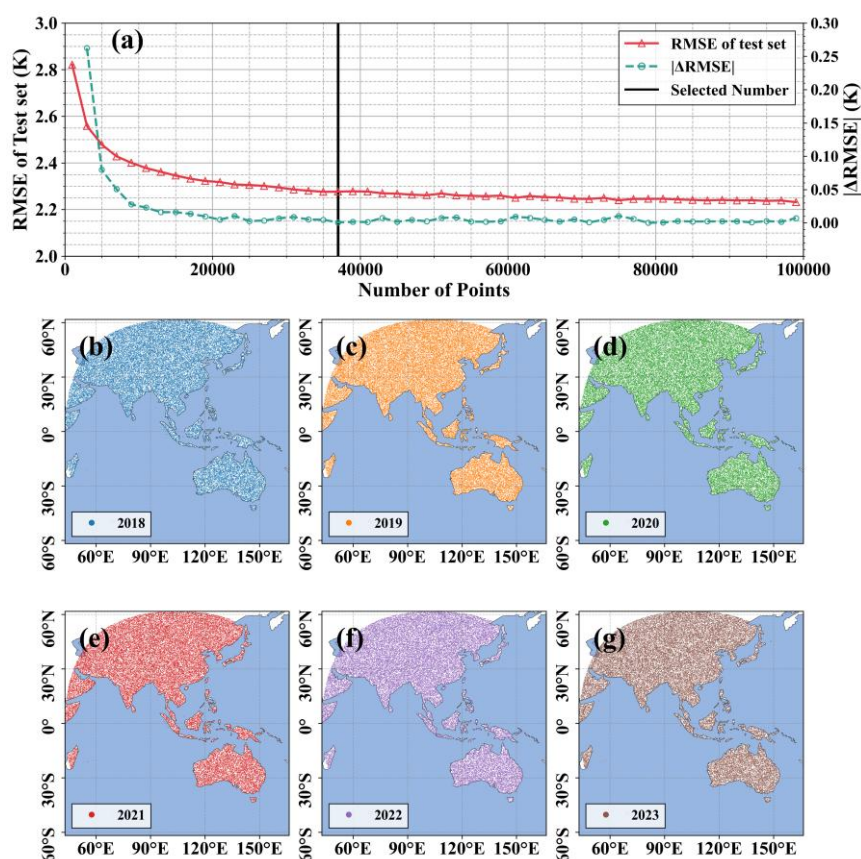 (a)
RMSE of Test set (K)
3.0
2.8
2.6
2.4
2.2
2.0
RMSE of test set
|ΔRMSE|
Selected Number
0.30
0.25
0.20
0.15
0.10
0.05
0.00
|ΔRMSE| (K)
0 20000 40000 60000 80000 100000
Number of Points
(b)
60°N
30°N
0°
30°S
60°S
2018
60°E 90°E 120°E 150°E
(c)
60°N
30°N
0°
30°S
60°S
2019
60°E 90°E 120°E 150°E
(d)
60°N
30°N
0°
30°S
60°S
2020
60°E 90°E 120°E 150°E
(e)
60°N
30°N
0°
30°S
60°S
2021
60°E 90°E 120°E 150°E
(f)
60°N
30°N
0°
30°S
60°S
2022
60°E 90°E 120°E 150°E
(g)
60°N
30°N
0°
30°S
60°S
2023
60°E 90°E 120°E 150°E